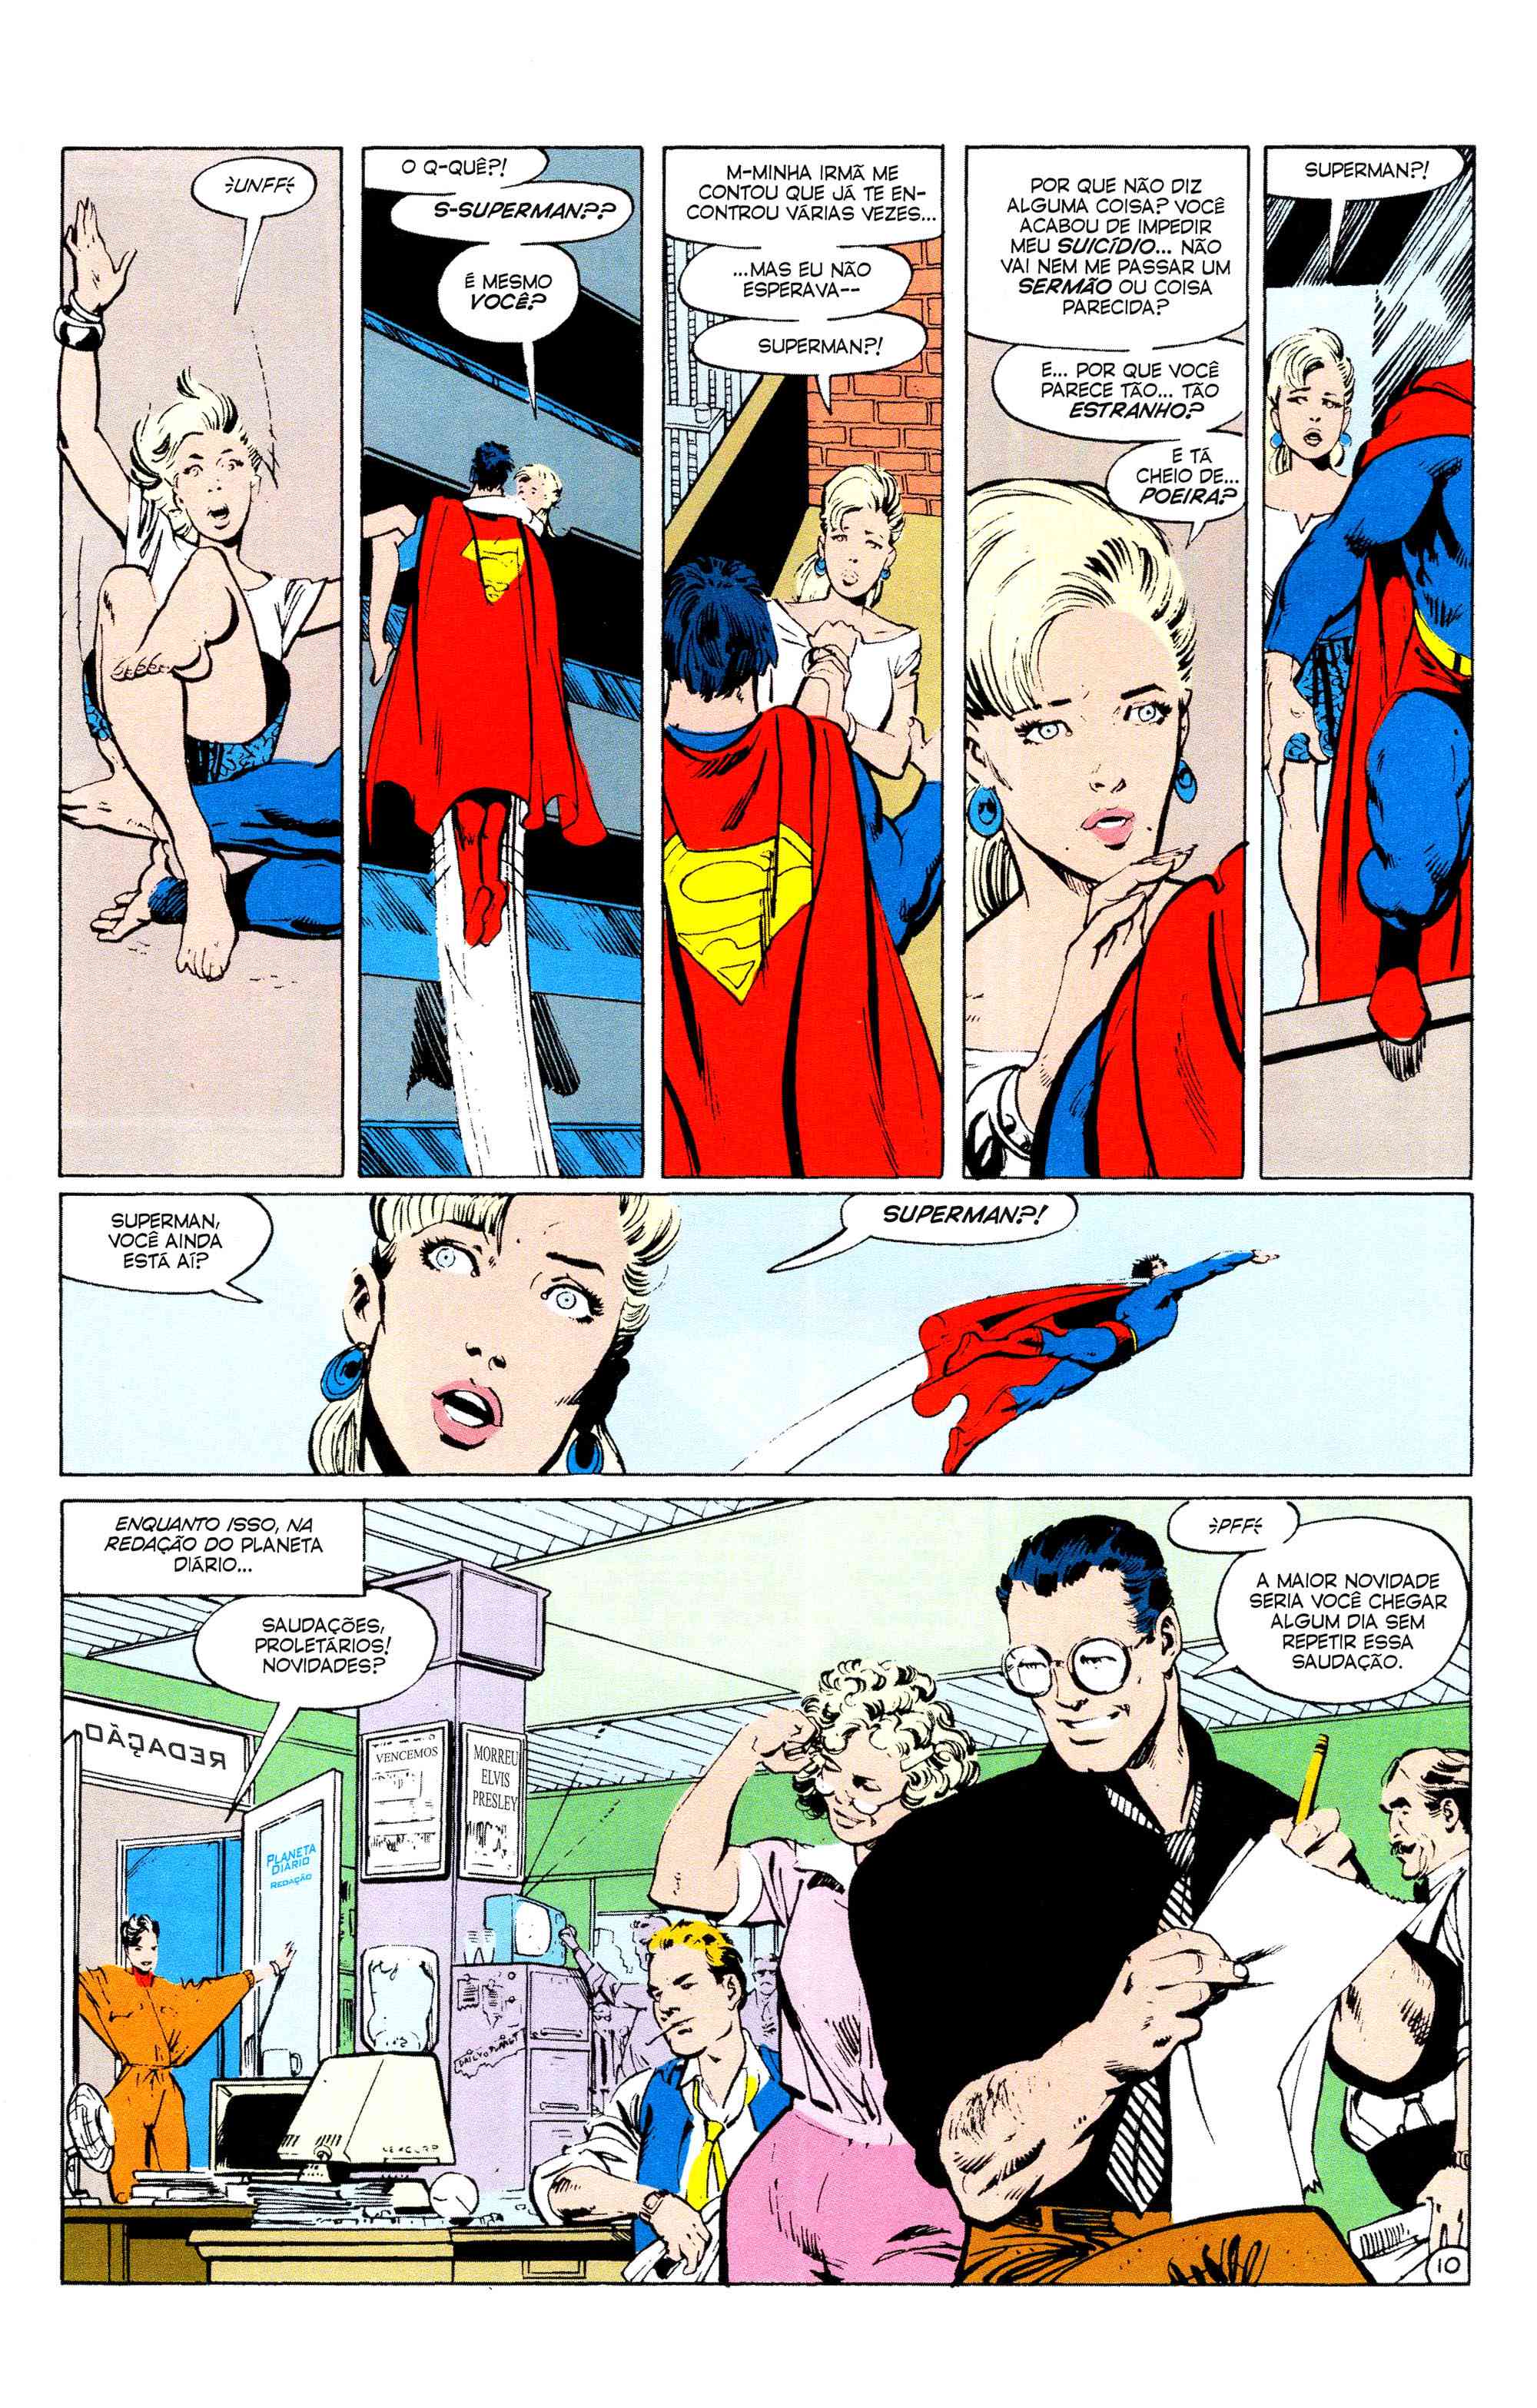 UNFF
O Q-QUÊ?!
S-SUPERMAN??
É MESMO
VOCÊ?
M-MINHA IRMÃ ME
CONTOU QUE JÁ TE EN-
CONTROU VÁRIAS VEZES...
...MAS EU NÃO
ESPERAVA--
SUPERMAN?!
POR QUE NÃO DIZ
ALGUMA COISA? VOCÊ
ACABOU DE IMPEDIR
MEU SUICÍDIO... NÃO
VAI NEM ME PASSAR UM
SERMÃO OU COISA
PARECIDA?
E... POR QUE VOCÊ
PARECE TÃO... TÃO
ESTRANHO?
E TÁ
CHEIO DE...
POEIRA?
SUPERMAN?!
SUPERMAN,
VOCÊ AINDA
ESTÁ AÍ?
SUPERMAN?!
ENQUANTO ISSO, NA
REDAÇÃO DO PLANETA
DIÁRIO...
SAUDAÇÕES,
PROLETÁRIOS!
NOVIDADES?
PFF
A MAIOR NOVIDADE
SERIA VOCÊ CHEGAR
ALGUM DIA SEM
REPETIR ESSA
SAUDAÇÃO.
REDAÇÃO
PLANETA
DIÁRIO
REDAÇÃO
VENCEMOS
MORREU
ELVIS
PRESLEY
DAILY PLANET
LEXCORP
10